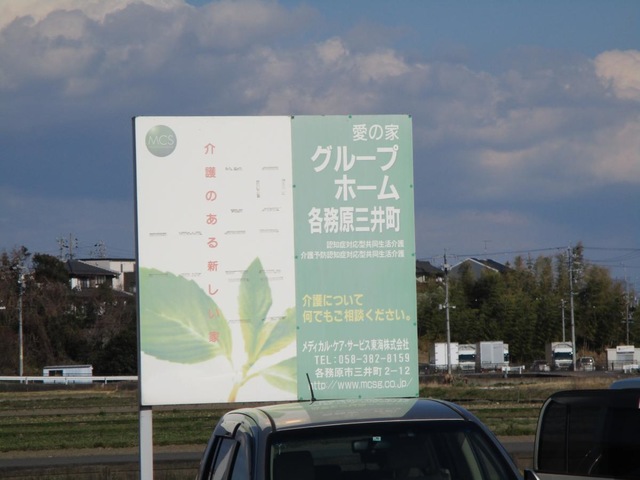 MCS
介護のある新しい家
愛の家
グループ
ホーム
各務原三井町
認知症対応型共同生活介護
介護予防認知症対応型共同生活介護
介護について
何でもご相談ください。
メディカル・ケア・サービス東海株式会社
TEL:058-382-8159
各務原市三井町2-12
http://www.mcss.co.jp/